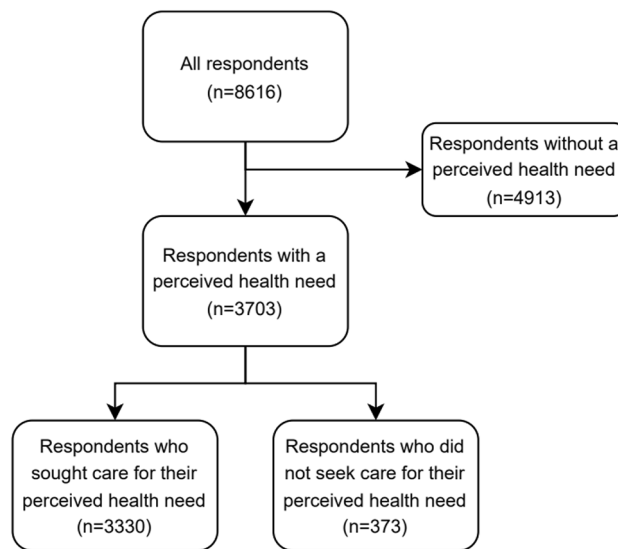 All respondents
(n=8616)
Respondents without a
perceived health need
(n=4913)
Respondents with a
perceived health need
(n=3703)
Respondents who
sought care for their
perceived health need
(n=3330)
Respondents who did
not seek care for their
perceived health need
(n=373)